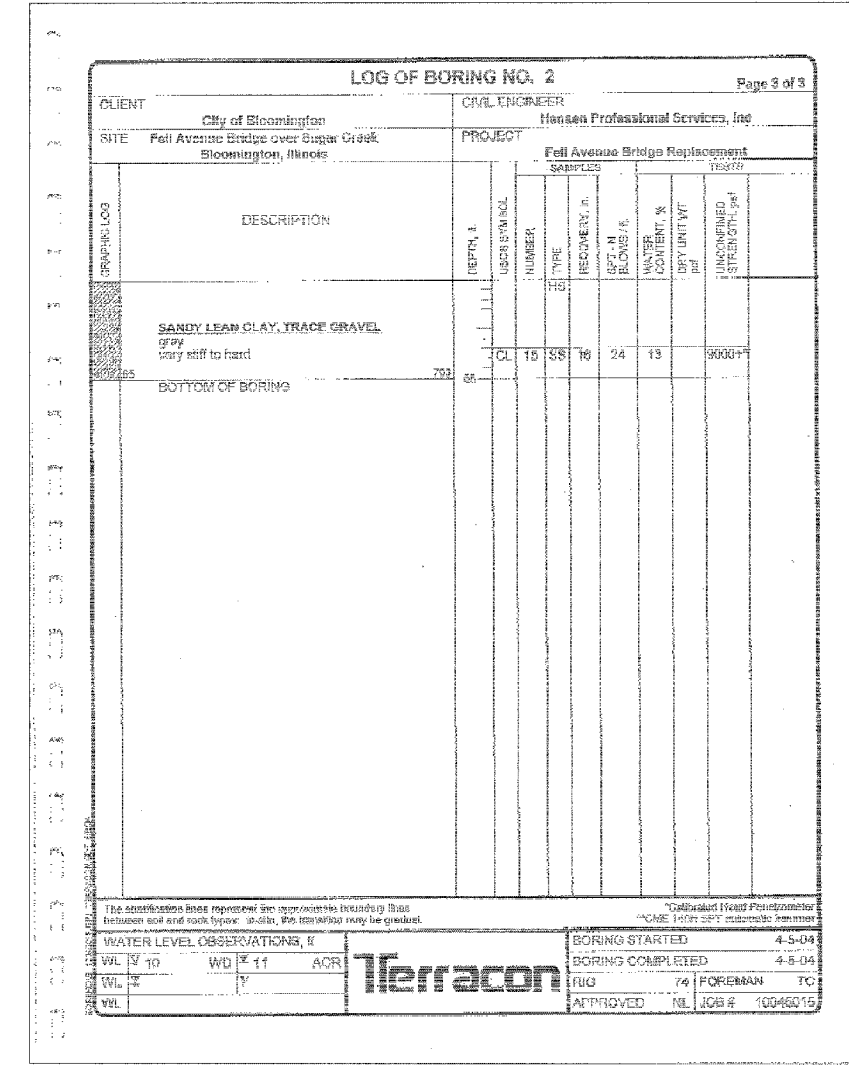 LOG OF BORING NO. 2
Page 3 of 3
CLIENT
City of Bloomington
CIVIL ENGINEER
Hansen Professional Services, Inc
SITE Fell Avenue Bridge over Sugar Creek
Bloomington, Illinois
PROJECT
Fell Avenue Bridge Replacement
SAMPLES
TESTS
GRAPHIC LOG
DESCRIPTION
DEPTH, ft.
USCS SYMBOL
NUMBER
TYPE
RECOVERY, in.
SPT - N
BLOWS / ft.
WATER
CONTENT, %
DRY UNIT WT
pcf
UNCONFINED
STRENGTH, psf
HS
SANDY LEAN CLAY, TRACE GRAVEL
gray
very stiff to hard
CL 15 SS 18 24 13 9000+*
65
65
BOTTOM OF BORING
The stratification lines represent the approximate boundary lines
between soil and rock types: in-situ, the transition may be gradual.
*Calibrated Hand Penetrometer
**CME 140H SPT automatic hammer
WATER LEVEL OBSERVATIONS, ft
WL 10 WD 11 ACR
WL
WL
Terracon
BORING STARTED 4-5-04
BORING COMPLETED 4-5-04
RIG 74 FOREMAN TC
APPROVED NL JOB # 10045015